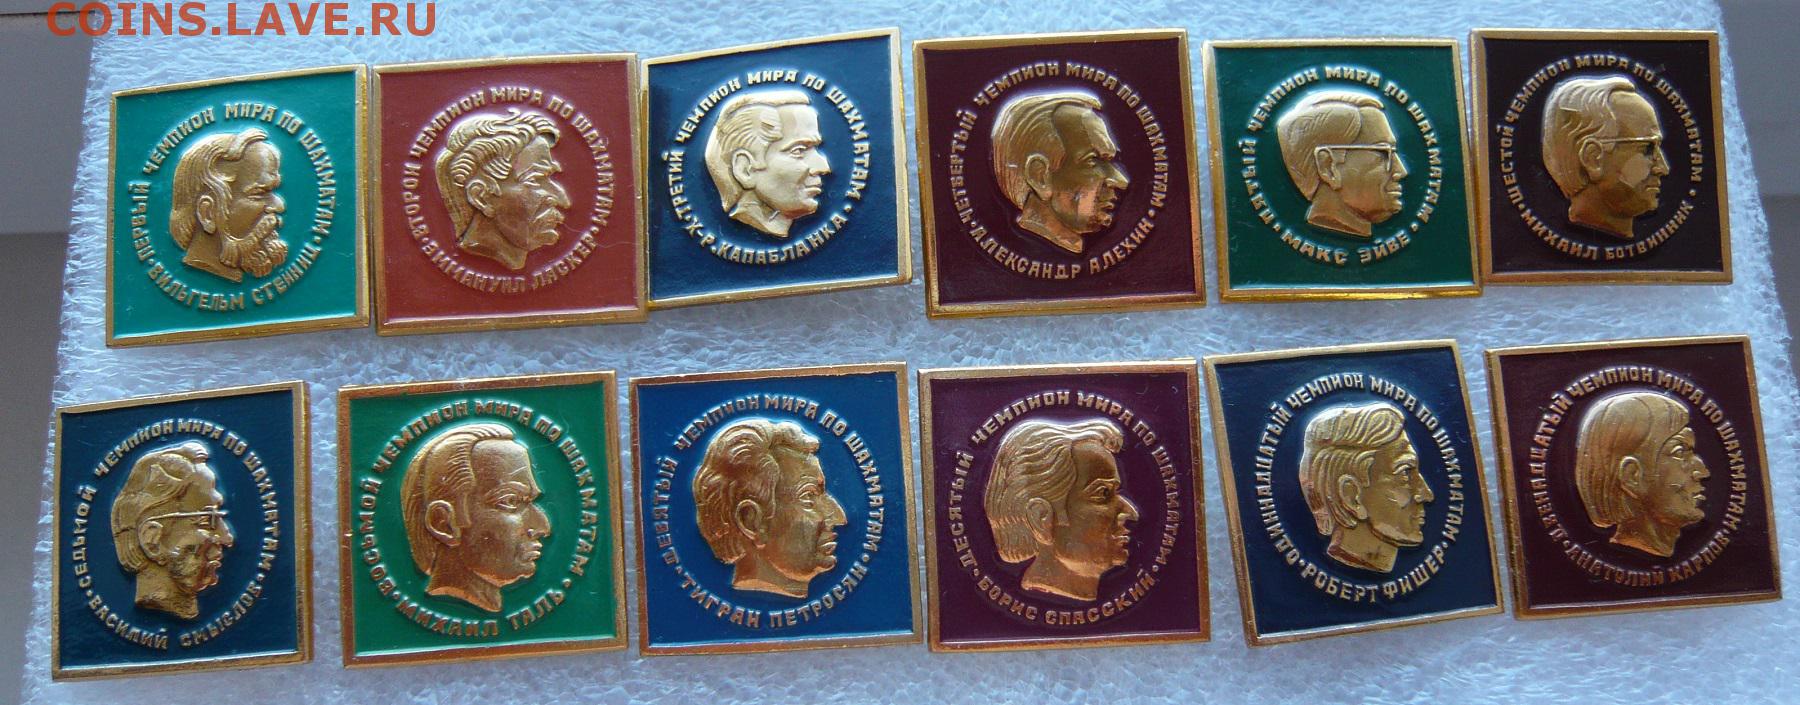 COINS.LAVE.RU
ПЕРВЫЙ ЧЕМПИОН МИРА ПО ШАХМАТАМ · ВИЛЬГЕЛЬМ СТЕЙНИЦ ·
ВТОРОЙ ЧЕМПИОН МИРА ПО ШАХМАТАМ · ЭММАНУИЛ ЛАСКЕР ·
ТРЕТИЙ ЧЕМПИОН МИРА ПО ШАХМАТАМ · Х·Р·КАПАБЛАНКА ·
ЧЕТВЕРТЫЙ ЧЕМПИОН МИРА ПО ШАХМАТАМ · АЛЕКСАНДР АЛЕХИН ·
ПЯТЫЙ ЧЕМПИОН МИРА ПО ШАХМАТАМ · МАКС ЭЙВЕ ·
ШЕСТОЙ ЧЕМПИОН МИРА ПО ШАХМАТАМ · МИХАИЛ БОТВИННИК ·
СЕДЬМОЙ ЧЕМПИОН МИРА ПО ШАХМАТАМ · ВАСИЛИЙ СМЫСЛОВ ·
ВОСЬМОЙ ЧЕМПИОН МИРА ПО ШАХМАТАМ · МИХАИЛ ТАЛЬ ·
ДЕВЯТЫЙ ЧЕМПИОН МИРА ПО ШАХМАТАМ · ТИГРАН ПЕТРОСЯН ·
ДЕСЯТЫЙ ЧЕМПИОН МИРА ПО ШАХМАТАМ · БОРИС СПАССКИЙ ·
ОДИННАДЦАТЫЙ ЧЕМПИОН МИРА ПО ШАХМАТАМ · РОБЕРТ ФИШЕР ·
ДВЕНАДЦАТЫЙ ЧЕМПИОН МИРА ПО ШАХМАТАМ · АНАТОЛИЙ КАРПОВ ·